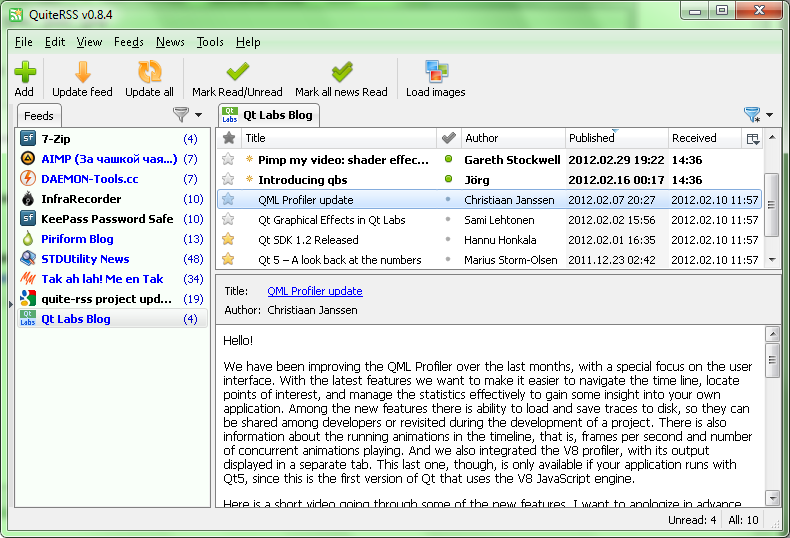 QuiteRSS v0.8.4
File Edit View Feeds News Tools Help
Add Update feed Update all Mark Read/Unread Mark all news Read Load images
Feeds
sf 7-Zip (4)
AIMP (За чашкой чая...) (7)
DAEMON-Tools.cc (7)
InfraRecorder (10)
sf KeePass Password Safe (10)
Piriform Blog (13)
STDUtility News (48)
Tak ah lah! Me en Tak (34)
quite-rss project upd... (19)
Qt Labs Qt Labs Blog (4)
Qt Labs Qt Labs Blog
Title Author Published Received
Pimp my video: shader effec... Gareth Stockwell 2012.02.29 19:22 14:36
Introducing qbs Jörg 2012.02.16 00:17 14:36
QML Profiler update Christiaan Janssen 2012.02.07 20:27 2012.02.10 11:57
Qt Graphical Effects in Qt Labs Sami Lehtonen 2012.02.02 15:56 2012.02.10 11:57
Qt SDK 1.2 Released Hannu Honkala 2012.02.01 16:35 2012.02.10 11:57
Qt 5 – A look back at the numbers Marius Storm-Olsen 2011.12.23 02:42 2012.02.10 11:57
Title: QML Profiler update
Author: Christiaan Janssen
Hello!
We have been improving the QML Profiler over the last months, with a special focus on the user
interface. With the latest features we want to make it easier to navigate the time line, locate
points of interest, and manage the statistics effectively to gain some insight into your own
application. Among the new features there is ability to load and save traces to disk, so they can
be shared among developers or revisited during the development of a project. There is also
information about the running animations in the timeline, that is, frames per second and number
of concurrent animations playing. And we also integrated the V8 profiler, with its output
displayed in a separate tab. This last one, though, is only available if your application runs with
Qt5, since this is the first version of Qt that uses the V8 JavaScript engine.
Here is a short video going through some of the new features. I want to apologize in advance
Unread: 4 All: 10